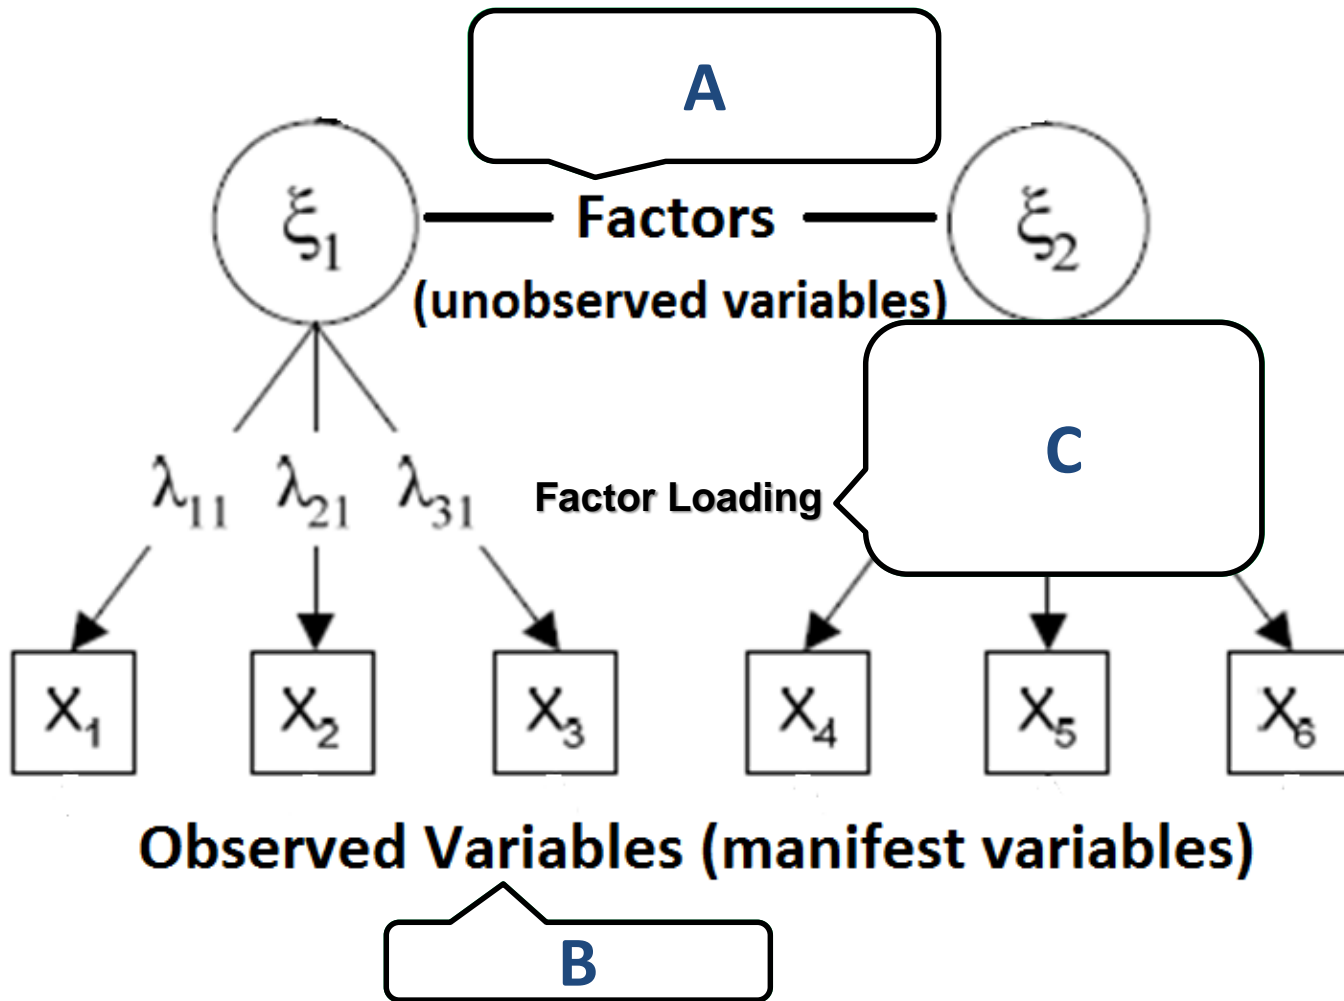 A
ξ1 Factors ξ2
(unobserved variables)
C
λ11 λ21 λ31 Factor Loading
X1 X2 X3 X4 X5 X6
Observed Variables (manifest variables)
B